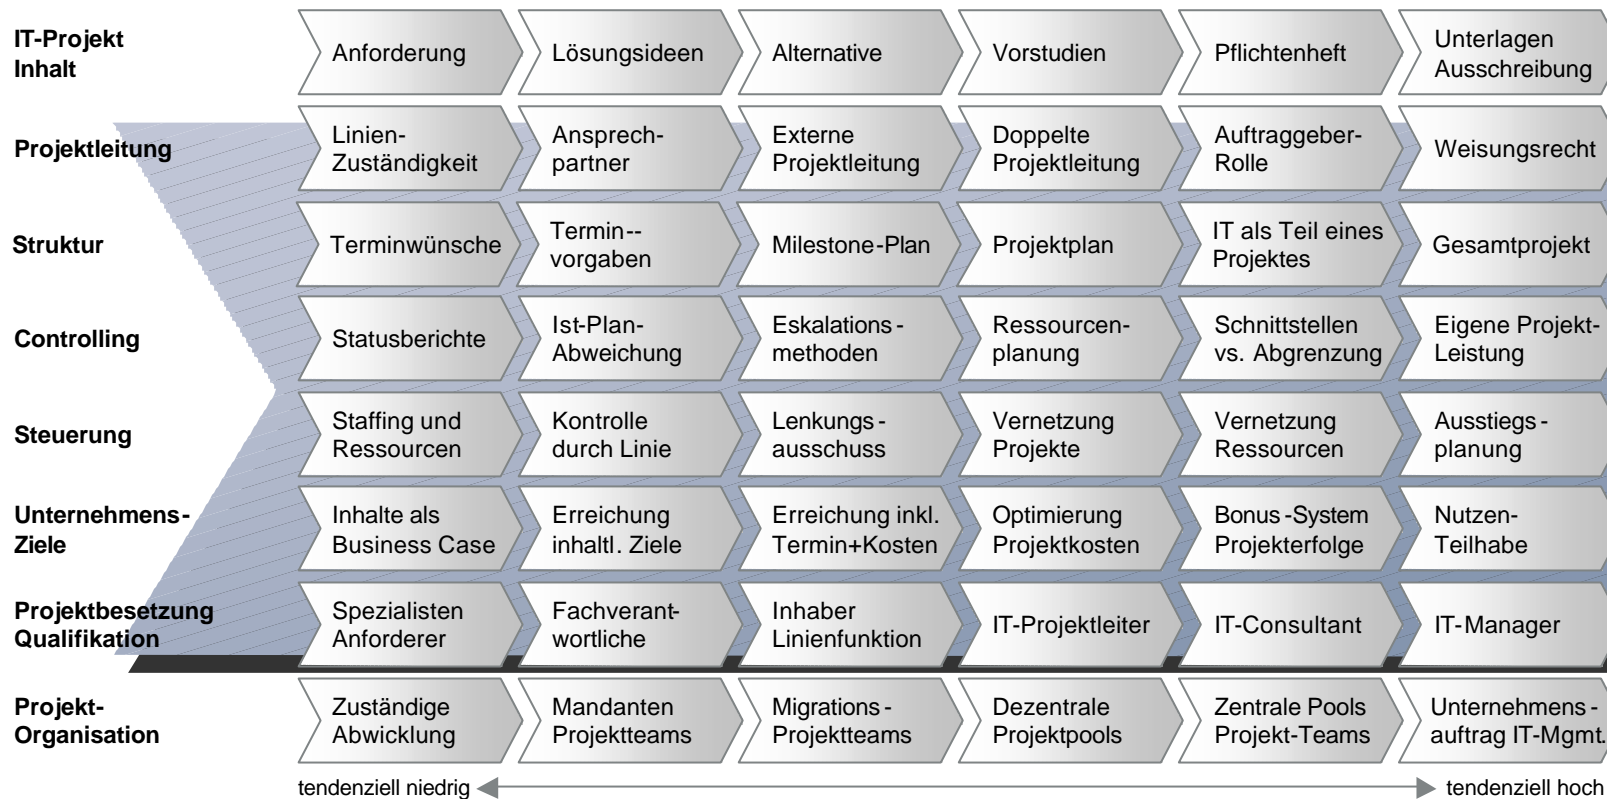 IT-Projekt
Inhalt
Anforderung
Lösungsideen
Alternative
Vorstudien
Pflichtenheft
Unterlagen
Ausschreibung
Projektleitung
Linien-
Zuständigkeit
Ansprech-
partner
Externe
Projektleitung
Doppelte
Projektleitung
Auftraggeber-
Rolle
Weisungsrecht
Struktur
Terminwünsche
Termin--
vorgaben
Milestone-Plan
Projektplan
IT als Teil eines
Projektes
Gesamtprojekt
Controlling
Statusberichte
Ist-Plan-
Abweichung
Eskalations-
methoden
Ressourcen-
planung
Schnittstellen
vs. Abgrenzung
Eigene Projekt-
Leistung
Steuerung
Staffing und
Ressourcen
Kontrolle
durch Linie
Lenkungs-
ausschuss
Vernetzung
Projekte
Vernetzung
Ressourcen
Ausstiegs-
planung
Unternehmens-
Ziele
Inhalte als
Business Case
Erreichung
inhaltl. Ziele
Erreichung inkl.
Termin+Kosten
Optimierung
Projektkosten
Bonus-System
Projekterfolge
Nutzen-
Teilhabe
Projektbesetzung
Qualifikation
Spezialisten
Anforderer
Fachverant-
wortliche
Inhaber
Linienfunktion
IT-Projektleiter
IT-Consultant
IT-Manager
Projekt-
Organisation
Zuständige
Abwicklung
Mandanten
Projektteams
Migrations-
Projektteams
Dezentrale
Projektpools
Zentrale Pools
Projekt-Teams
Unternehmens-
auftrag IT-Mgmt.
tendenziell niedrig
tendenziell hoch